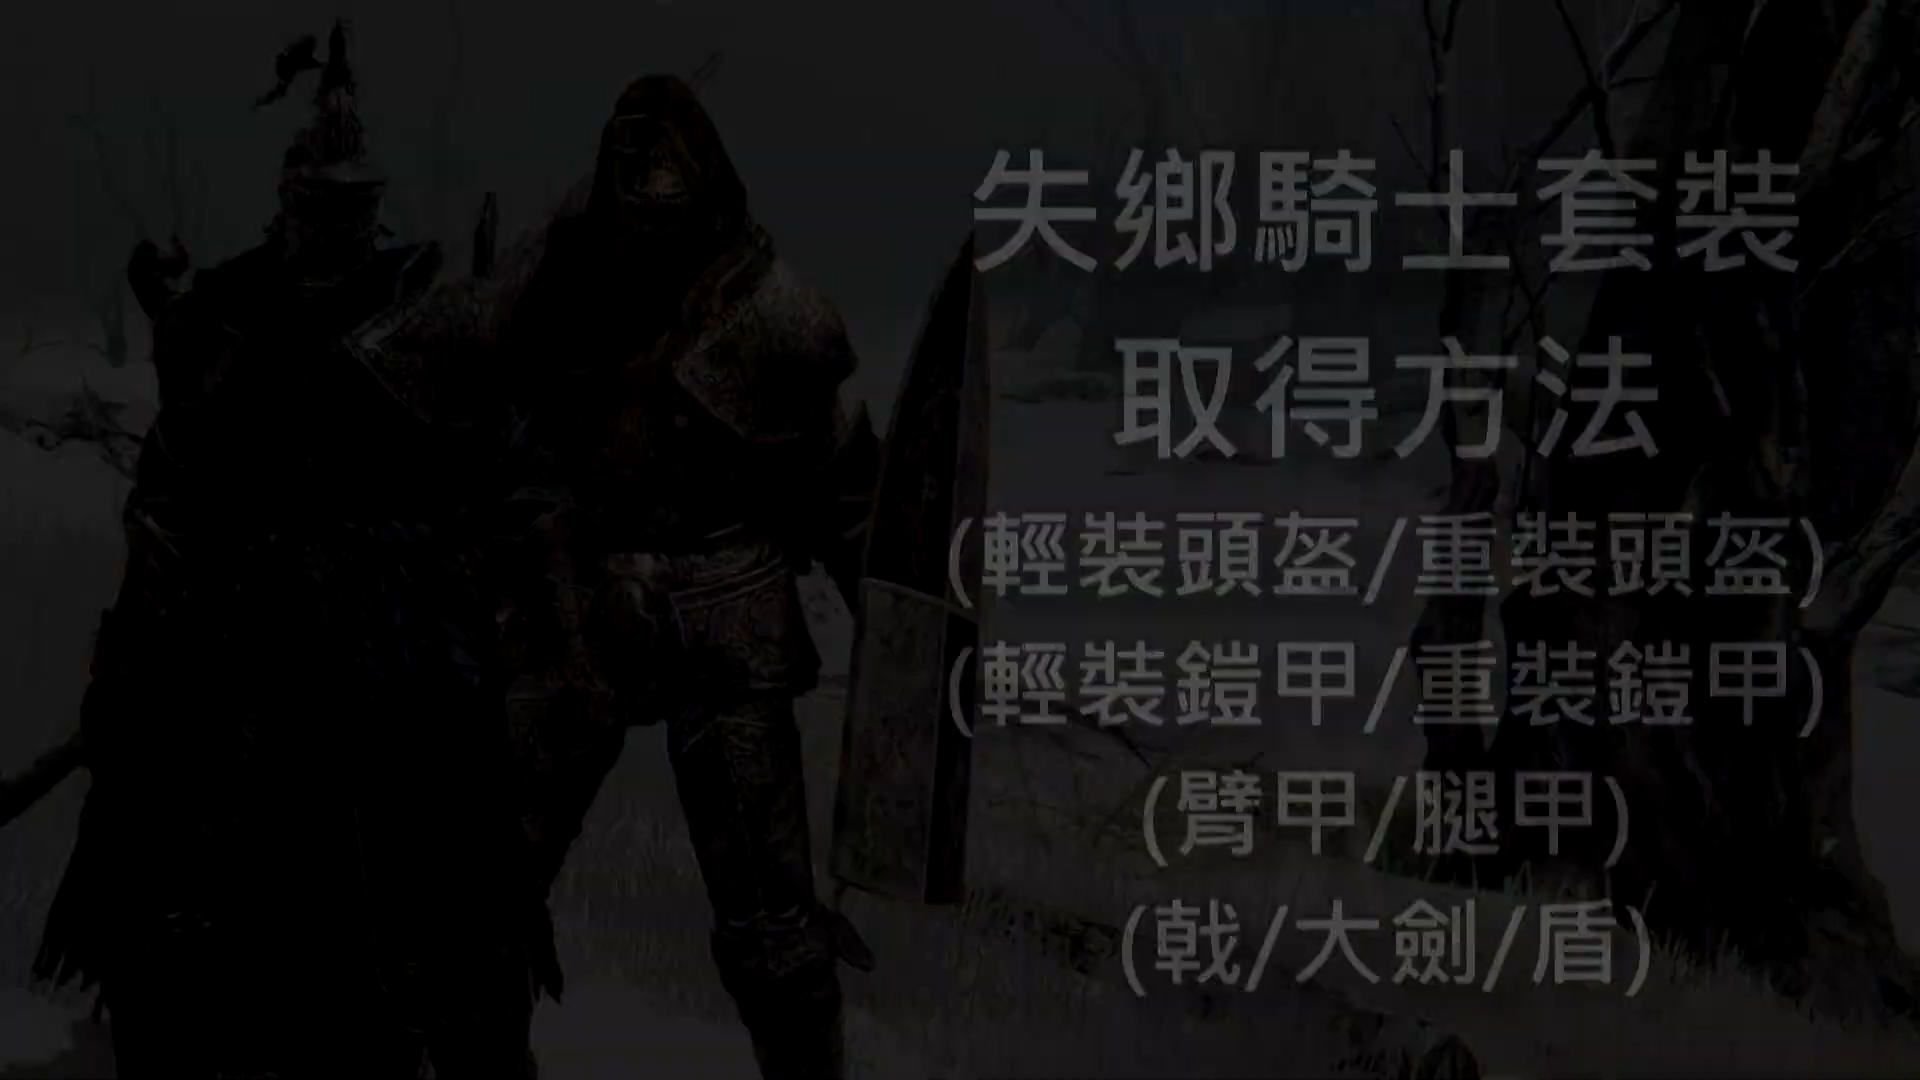 失鄉騎士套裝
取得方法
(輕裝頭盔/重裝頭盔)
(輕裝鎧甲/重裝鎧甲)
(臂甲/腿甲)
(戟/大劍/盾)